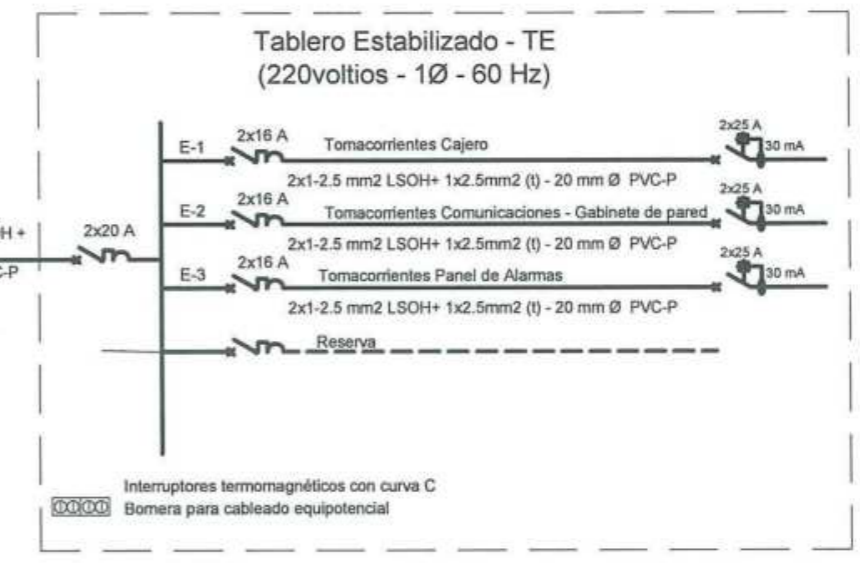 Tablero Estabilizado - TE
(220voltios - 1Ø - 60 Hz)
E-1 2x16 A Tomacorrientes Cajero 2x25 A 30 mA
2x1-2.5 mm2 LSOH+ 1x2.5mm2 (t) - 20 mm Ø PVC-P
E-2 2x16 A Tomacorrientes Comunicaciones - Gabinete de pared 2x25 A 30 mA
2x1-2.5 mm2 LSOH+ 1x2.5mm2 (t) - 20 mm Ø PVC-P
H +
C-P
2x20 A
E-3 2x16 A Tomacorrientes Panel de Alarmas 2x25 A 30 mA
2x1-2.5 mm2 LSOH+ 1x2.5mm2 (t) - 20 mm Ø PVC-P
Reserva
Interruptores termomagnéticos con curva C
Bornera para cableado equipotencial